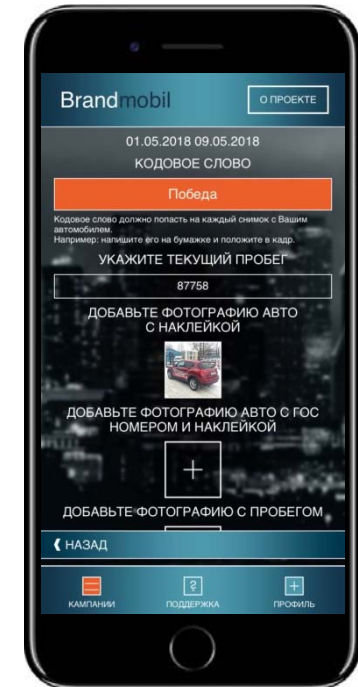 Brandmobil
О ПРОЕКТЕ
01.05.2018 09.05.2018
КОДОВОЕ СЛОВО
Победа
Кодовое слово должно попасть на каждый снимок с Вашим
автомобилем.
Например: напишите его на бумажке и положите в кадр.
УКАЖИТЕ ТЕКУЩИЙ ПРОБЕГ
87758
ДОБАВЬТЕ ФОТОГРАФИЮ АВТО
С НАКЛЕЙКОЙ
ДОБАВЬТЕ ФОТОГРАФИЮ АВТО С ГОС
НОМЕРОМ И НАКЛЕЙКОЙ
ДОБАВЬТЕ ФОТОГРАФИЮ С ПРОБЕГОМ
НАЗАД
КАМПАНИИ ПОДДЕРЖКА ПРОФИЛЬ